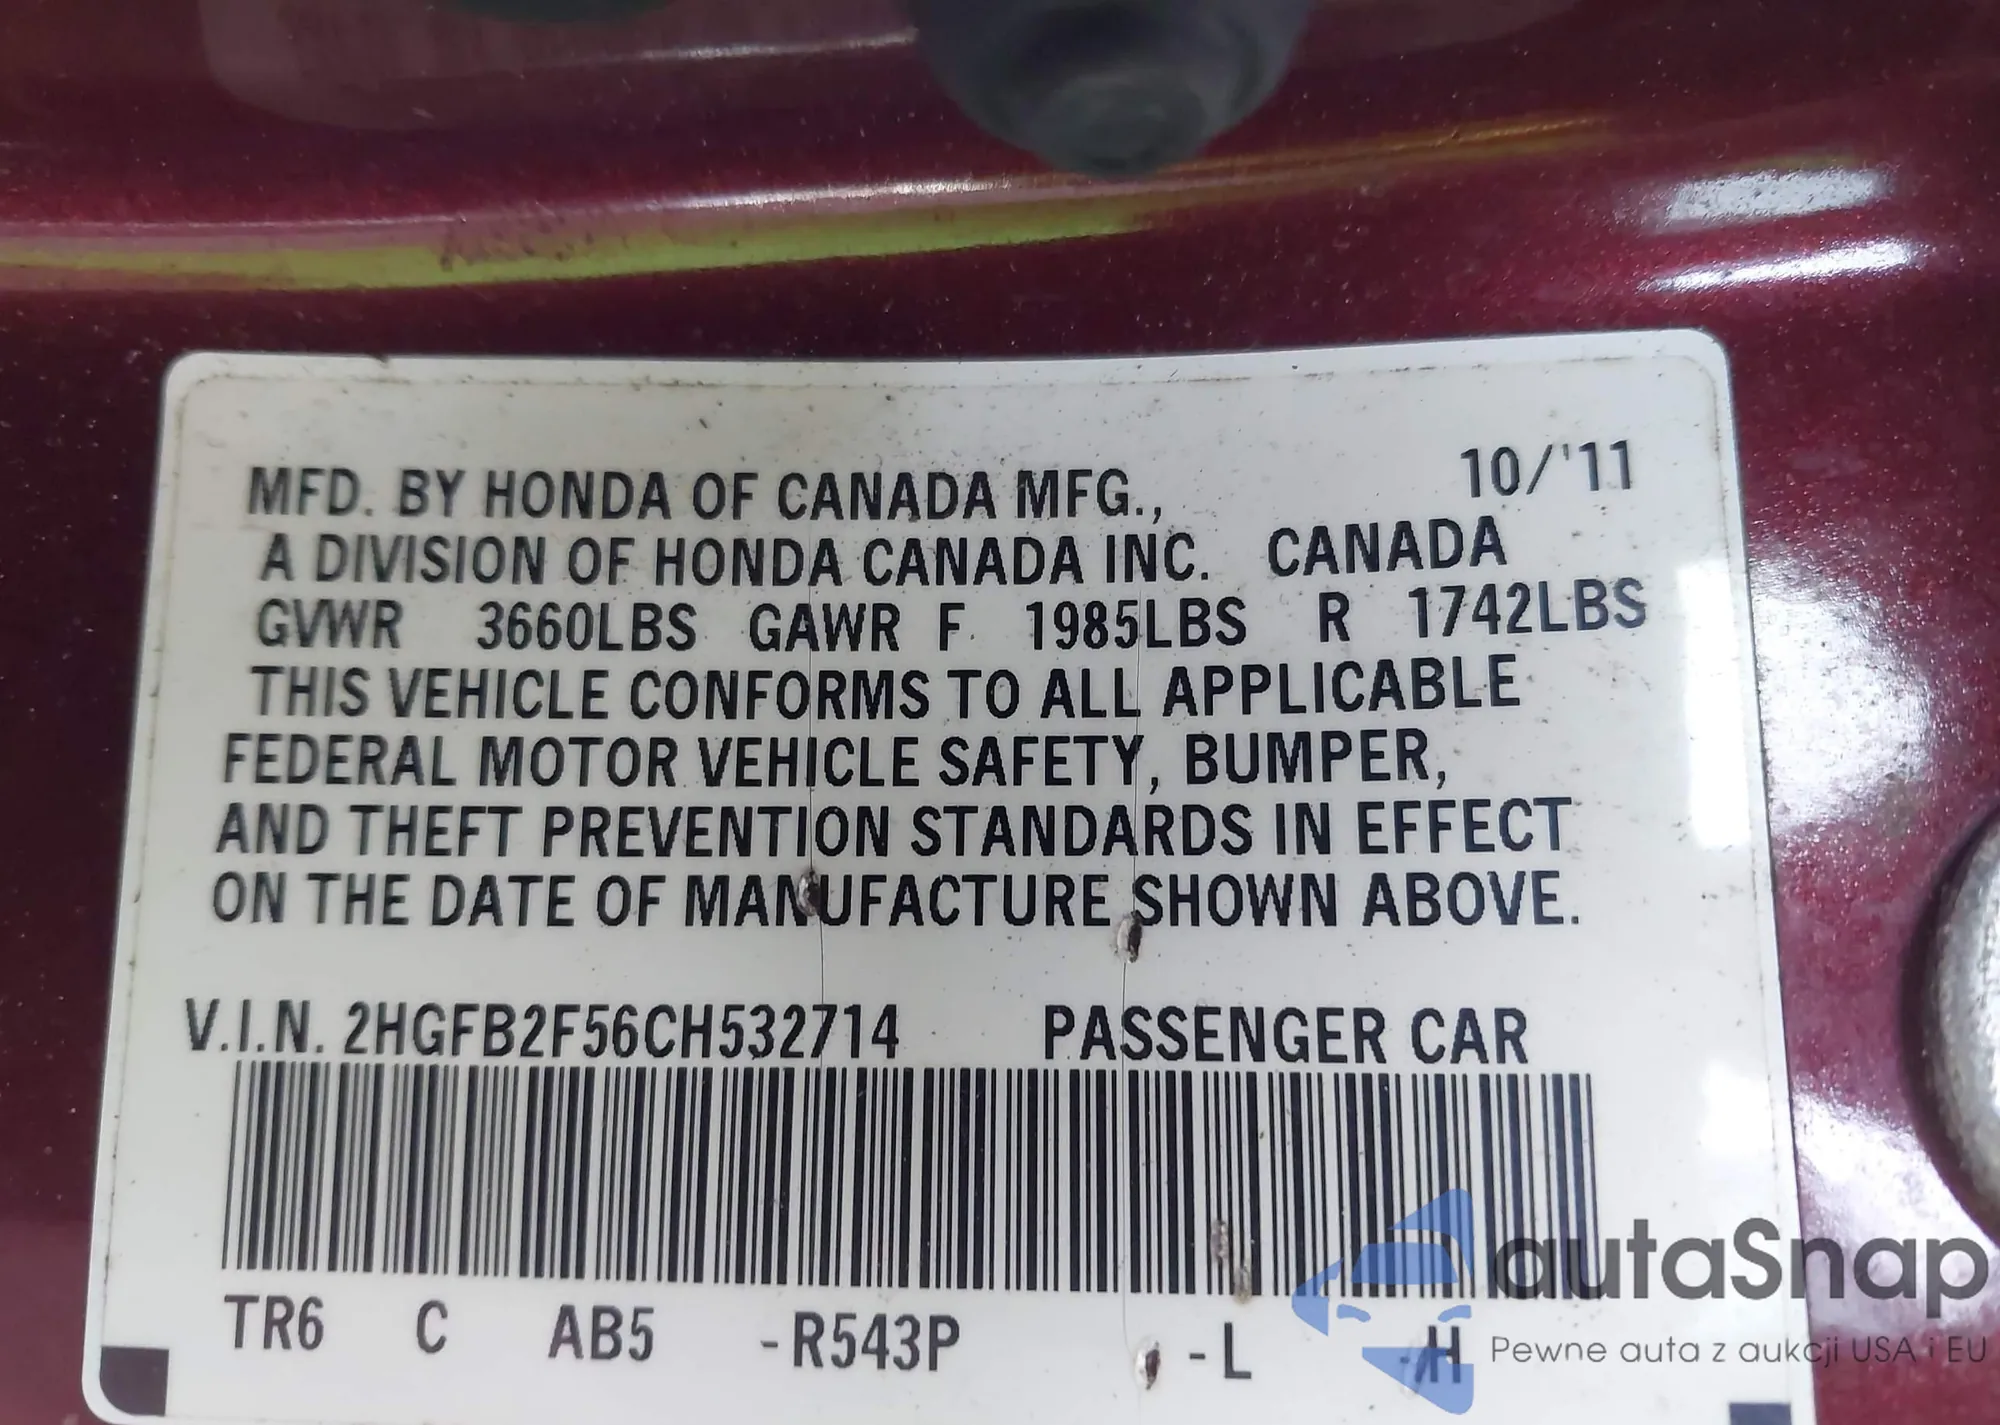 MFD. BY HONDA OF CANADA MFG., 10/'11
A DIVISION OF HONDA CANADA INC. CANADA
GVWR 3660LBS GAWR F 1985LBS R 1742LBS
THIS VEHICLE CONFORMS TO ALL APPLICABLE
FEDERAL MOTOR VEHICLE SAFETY, BUMPER,
AND THEFT PREVENTION STANDARDS IN EFFECT
ON THE DATE OF MANUFACTURE SHOWN ABOVE.
V.I.N. 2HGFB2F56CH532714 PASSENGER CAR
TR6 C AB5 -R543P -L -H
autaSnap
Pewne auta z aukcji USA i EU